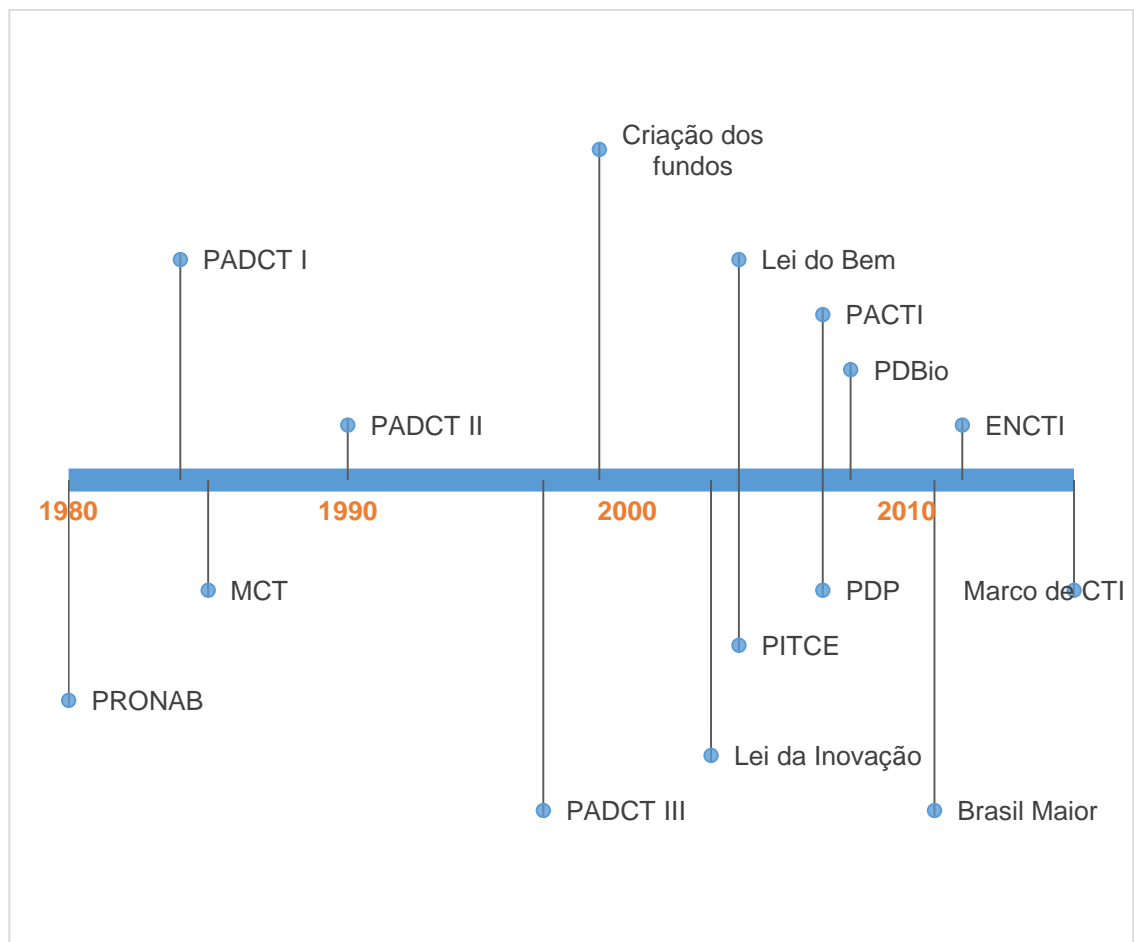 Criação dos
fundos
PADCT I
Lei do Bem
PACTI
PDBio
PADCT II
ENCTI
1980
1990
2000
2010
MCT
PDP
Marco de CTI
PITCE
PRONAB
Lei da Inovação
PADCT III
Brasil Maior